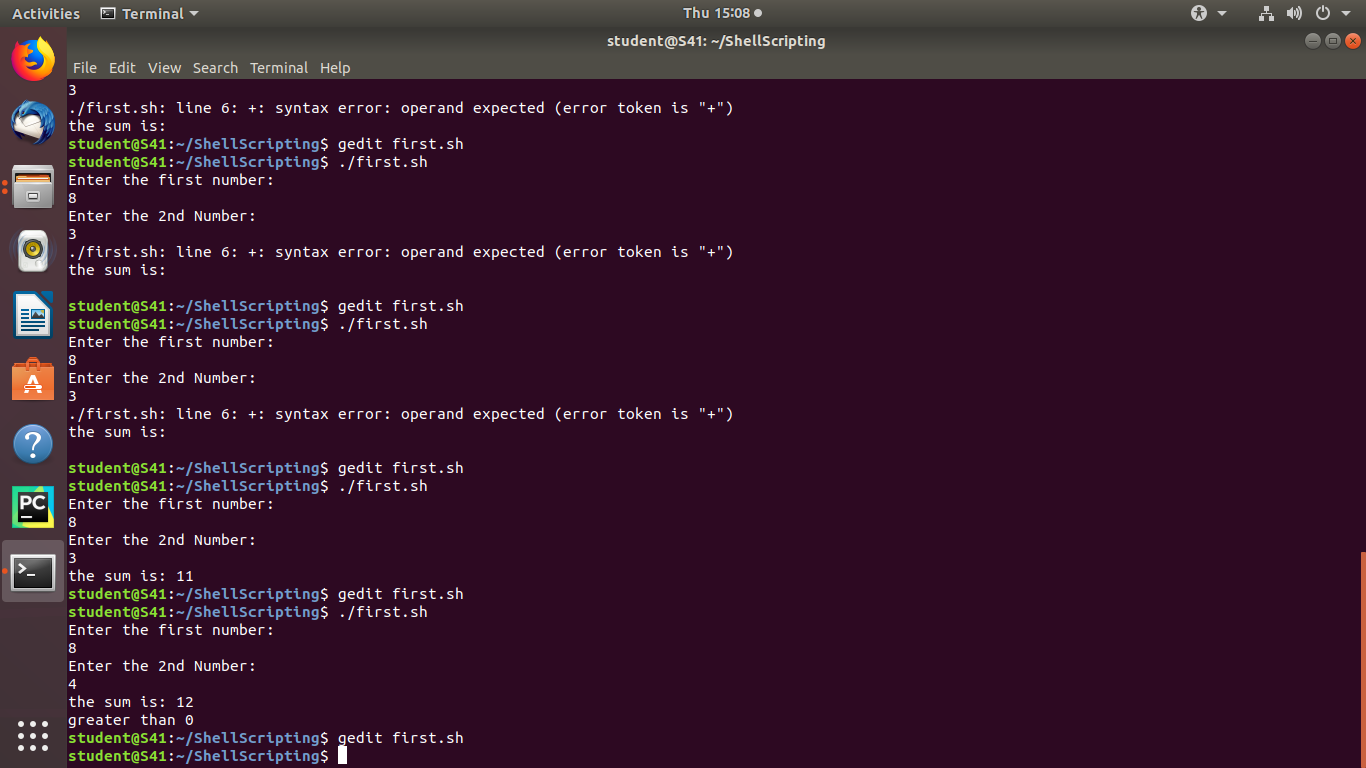 Activities Terminal Thu 15:08
student@S41: ~/ShellScripting
File Edit View Search Terminal Help
3
./first.sh: line 6: +: syntax error: operand expected (error token is "+")
the sum is:
student@S41:~/ShellScripting$ gedit first.sh
student@S41:~/ShellScripting$ ./first.sh
Enter the first number:
8
Enter the 2nd Number:
3
./first.sh: line 6: +: syntax error: operand expected (error token is "+")
the sum is:
student@S41:~/ShellScripting$ gedit first.sh
student@S41:~/ShellScripting$ ./first.sh
Enter the first number:
8
Enter the 2nd Number:
3
./first.sh: line 6: +: syntax error: operand expected (error token is "+")
the sum is:
student@S41:~/ShellScripting$ gedit first.sh
student@S41:~/ShellScripting$ ./first.sh
Enter the first number:
8
Enter the 2nd Number:
3
the sum is: 11
student@S41:~/ShellScripting$ gedit first.sh
student@S41:~/ShellScripting$ ./first.sh
Enter the first number:
8
Enter the 2nd Number:
4
the sum is: 12
greater than 0
student@S41:~/ShellScripting$ gedit first.sh
student@S41:~/ShellScripting$
PC